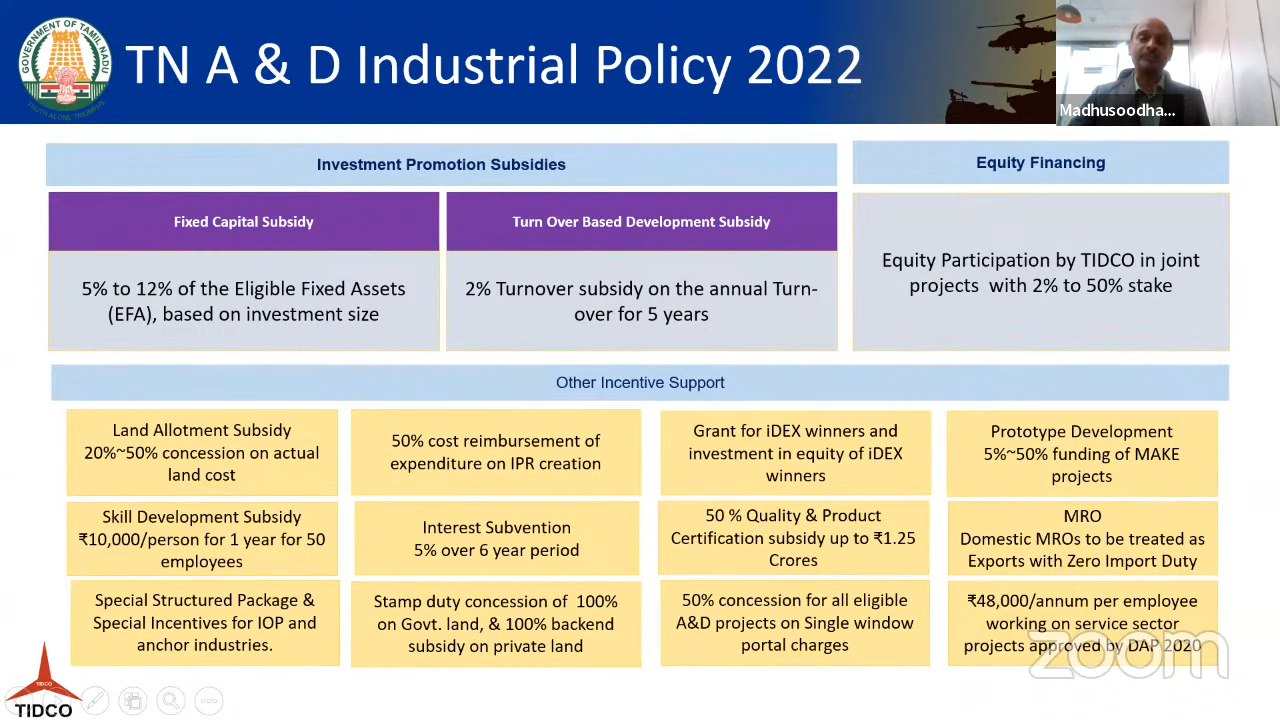 GOVERNMENT OF TAMIL NADU
TRUTH ALONE TRIUMPHS
TN A & D Industrial Policy 2022
Madhusoodha...
Investment Promotion Subsidies
Equity Financing
Fixed Capital Subsidy
Turn Over Based Development Subsidy
5% to 12% of the Eligible Fixed Assets
(EFA), based on investment size
2% Turnover subsidy on the annual Turn-
over for 5 years
Equity Participation by TIDCO in joint
projects with 2% to 50% stake
Other Incentive Support
Land Allotment Subsidy
20%~50% concession on actual
land cost
50% cost reimbursement of
expenditure on IPR creation
Grant for iDEX winners and
investment in equity of iDEX
winners
Prototype Development
5%~50% funding of MAKE
projects
Skill Development Subsidy
₹10,000/person for 1 year for 50
employees
Interest Subvention
5% over 6 year period
50 % Quality & Product
Certification subsidy up to ₹1.25
Crores
MRO
Domestic MROs to be treated as
Exports with Zero Import Duty
Special Structured Package &
Special Incentives for IOP and
anchor industries.
Stamp duty concession of 100%
on Govt. land, & 100% backend
subsidy on private land
50% concession for all eligible
A&D projects on Single window
portal charges
₹48,000/annum per employee
working on service sector
projects approved by DAP 2020
zoom
TIDCO
TIDCO